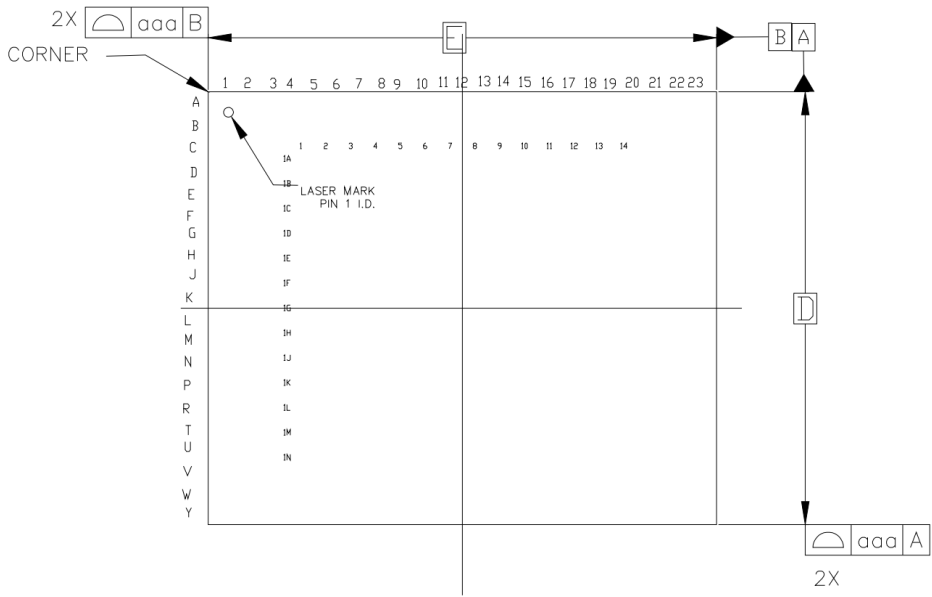 2X aaa B
CORNER
E
B A
1 2 3 4 5 6 7 8 9 10 11 12 13 14 15 16 17 18 19 20 21 22 23
A
B
C
D
E
F
G
H
J
K
L
M
N
P
R
T
U
V
W
Y
1 2 3 4 5 6 7 8 9 10 11 12 13 14
1A
1B
1C
1D
1E
1F
1G
1H
1J
1K
1L
1M
1N
LASER MARK
PIN 1 I.D.
D
aaa A
2X